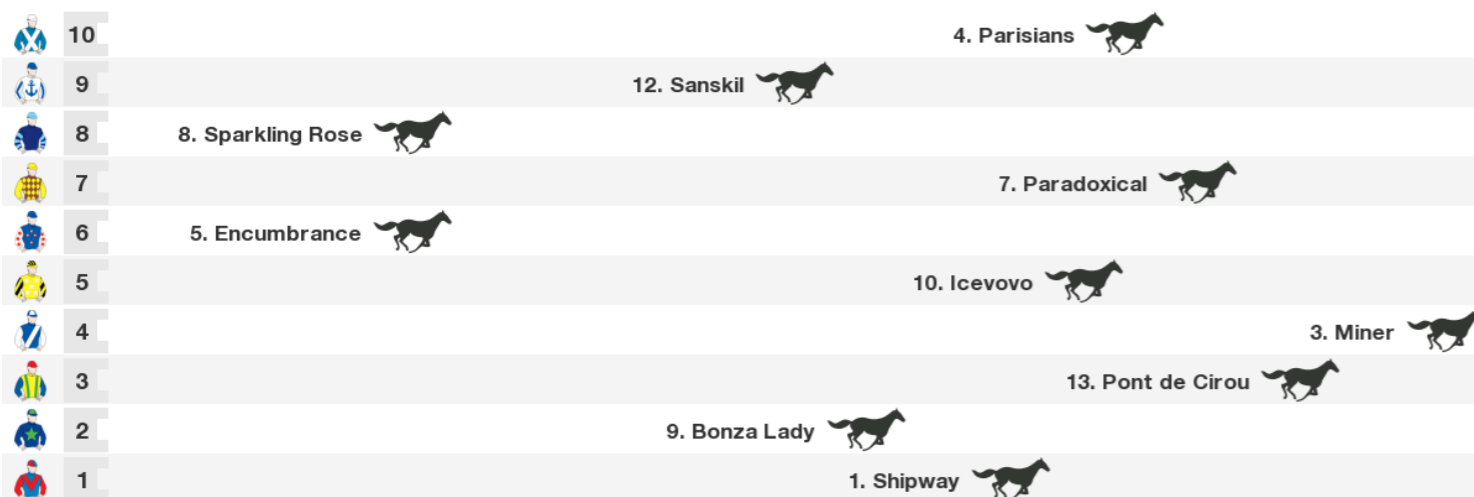 10 4. Parisians
9 12. Sanskil
8 8. Sparkling Rose
7 7. Paradoxical
6 5. Encumbrance
5 10. Icevovo
4 3. Miner
3 13. Pont de Cirou
2 9. Bonza Lady
1 1. Shipway